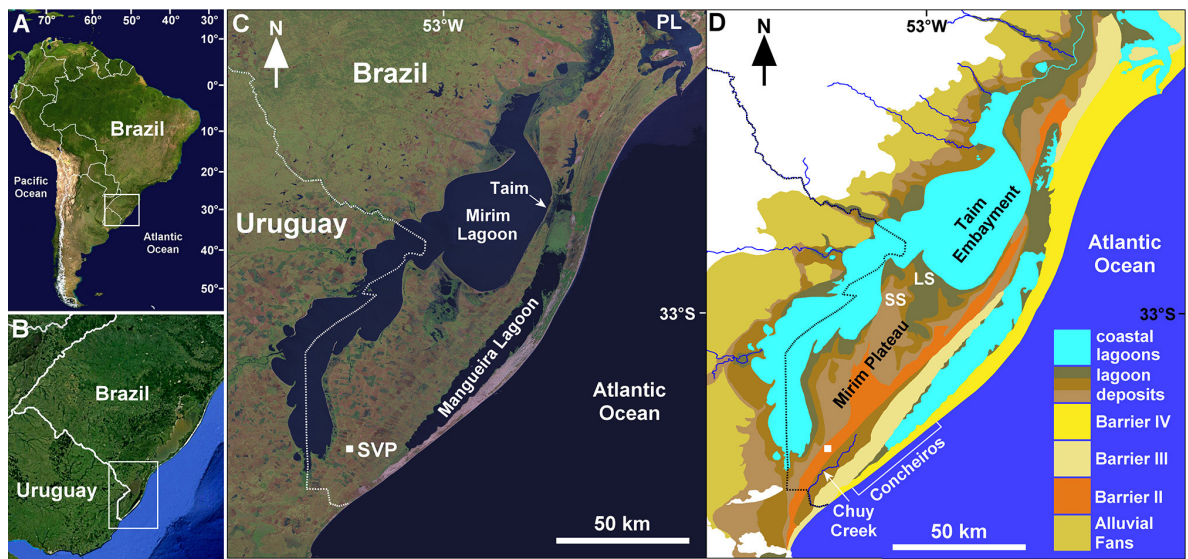 A
70°
60°
50°
40°
30°
10°
0°
10°
20°
30°
40°
50°
Brazil
Pacific
Ocean
Atlantic
Ocean
B
Brazil
Uruguay
C
53°W
PL
N
Brazil
Uruguay
Taim
Mirim
Lagoon
Mangueira Lagoon
33°S
Atlantic
Ocean
SVP
50 km
D
53°W
N
Taim
Embayment
Atlantic
Ocean
LS
SS
33°S
Mirim Plateau
Concheiros
Chuy
Creek
50 km
coastal
lagoons
lagoon
deposits
Barrier IV
Barrier III
Barrier II
Alluvial
Fans